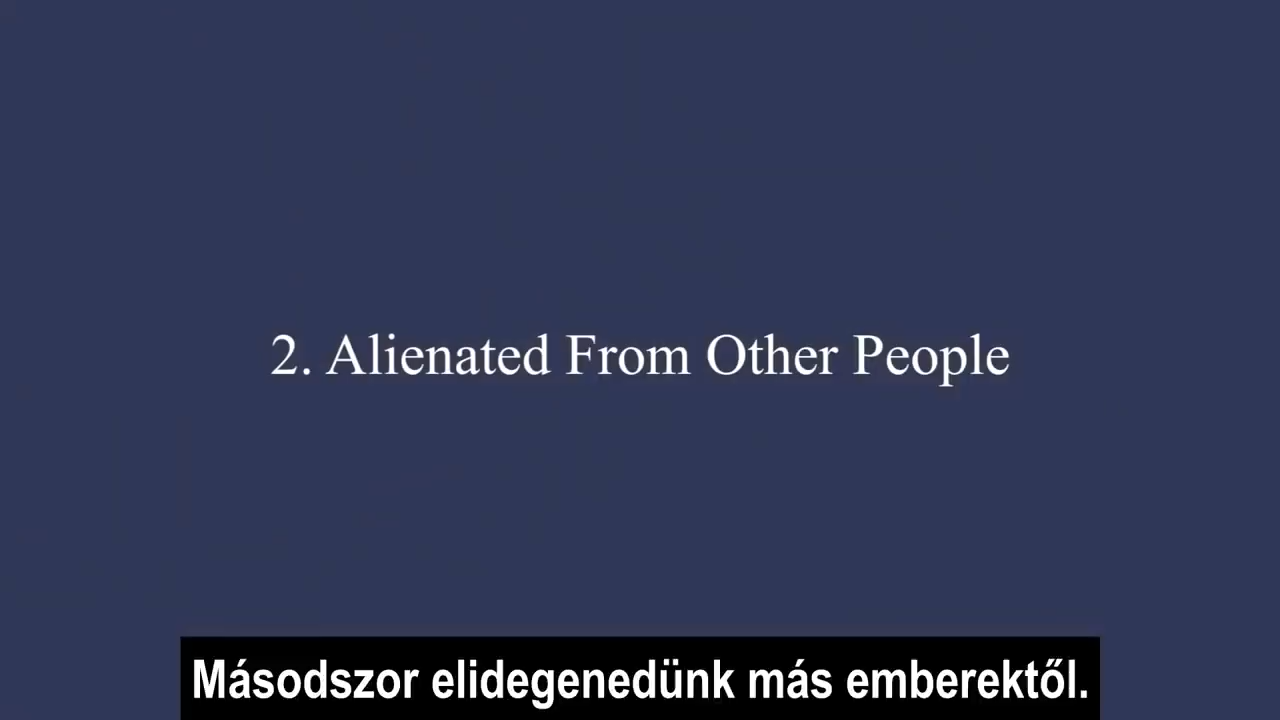 2. Alienated From Other People
Másodszor elidegenedünk más emberektől.